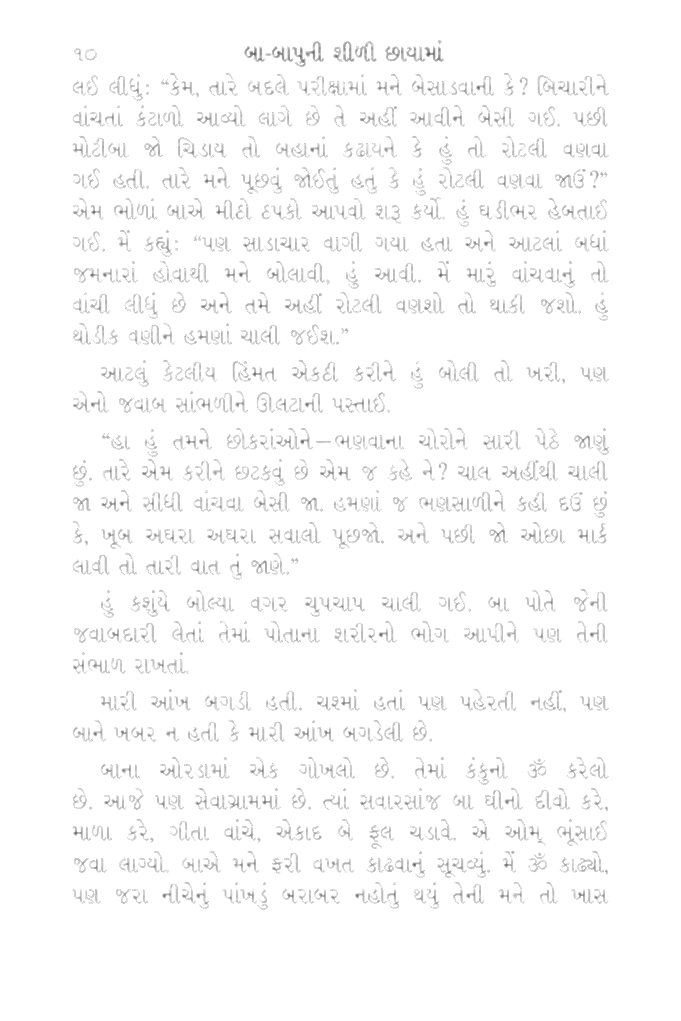 ૧૦ બા-બાપુની શીળી છાયામાં
લઈ લીધું: “કેમ, તારે બદલે પરીક્ષામાં મને બેસાડવાની કે? બિચારીને
વાંચતાં કંટાળો આવ્યો લાગે છે તે અહીં આવીને બેસી ગઈ. પછી
મોટીબા જો ચિડાય તો બહાનાં કઢાયને કે હું તો રોટલી વણવા
ગઈ હતી. તારે મને પૂછવું જોઈતું હતું કે હું રોટલી વણવા જાઉં?”
એમ ભોળાં બાએ મીઠો ઠપકો આપવો શરૂ કર્યો. હું ઘડીભર હેબતાઈ
ગઈ. મેં કહ્યું: “પણ સાડાચાર વાગી ગયા હતા અને આટલાં બધાં
જમનારાં હોવાથી મને બોલાવી, હું આવી. મેં મારું વાંચવાનું તો
વાંચી લીધું છે અને તમે અહીં રોટલી વણશો તો થાકી જશો. હું
થોડીક વણીને હમણાં ચાલી જઈશ.”
આટલું કેટલીય હિંમત એકઠી કરીને હું બોલી તો ખરી, પણ
એનો જવાબ સાંભળીને ઊલટાની પસ્તાઈ.
“હા હું તમને છોકરાંઓને—ભણવાના ચોરોને સારી પેઠે જાણું
છું. તારે એમ કરીને છટકવું છે એમ જ કહે ને? ચાલ અહીંથી ચાલી
જા અને સીધી વાંચવા બેસી જા. હમણાં જ ભણસાળીને કહી દઉં છું
કે, ખૂબ અઘરા અઘરા સવાલો પૂછજો. અને પછી જો ઓછા માર્ક
લાવી તો તારી વાત તું જાણે.”
હું કશુંયે બોલ્યા વગર ચુપચાપ ચાલી ગઈ. બા પોતે જેની
જવાબદારી લેતાં તેમાં પોતાના શરીરનો ભોગ આપીને પણ તેની
સંભાળ રાખતાં.
મારી આંખ બગડી હતી. ચશ્માં હતાં પણ પહેરતી નહીં, પણ
બાને ખબર ન હતી કે મારી આંખ બગડેલી છે.
બાના ઓરડામાં એક ગોખલો છે. તેમાં કંકુનો ૐ કરેલો
છે. આજે પણ સેવાગ્રામમાં છે. ત્યાં સવારસાંજ બા ઘીનો દીવો કરે,
માળા કરે, ગીતા વાંચે, એકાદ બે ફૂલ ચડાવે. એ ઓમ્ ભૂંસાઈ
જવા લાગ્યો. બાએ મને ફરી વખત કાઢવાનું સૂચવ્યું. મેં ૐ કાઢ્યો,
પણ જરા નીચેનું પાંખડું બરાબર નહોતું થયું તેની મને તો ખાસ